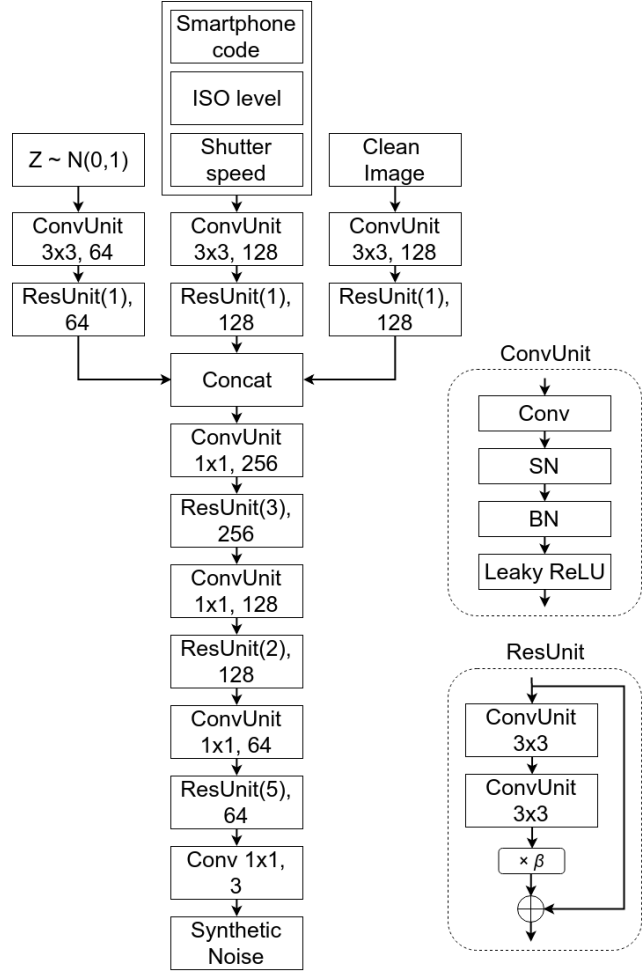 Smartphone
code
ISO level
Shutter
speed
Z ~ N(0,1)
Clean
Image
ConvUnit
3x3, 64
ConvUnit
3x3, 128
ConvUnit
3x3, 128
ResUnit(1),
64
ResUnit(1),
128
ResUnit(1),
128
Concat
ConvUnit
1x1, 256
ResUnit(3),
256
ConvUnit
1x1, 128
ResUnit(2),
128
ConvUnit
1x1, 64
ResUnit(5),
64
Conv 1x1,
3
Synthetic
Noise
ConvUnit
Conv
SN
BN
Leaky ReLU
ResUnit
ConvUnit
3x3
ConvUnit
3x3
× β